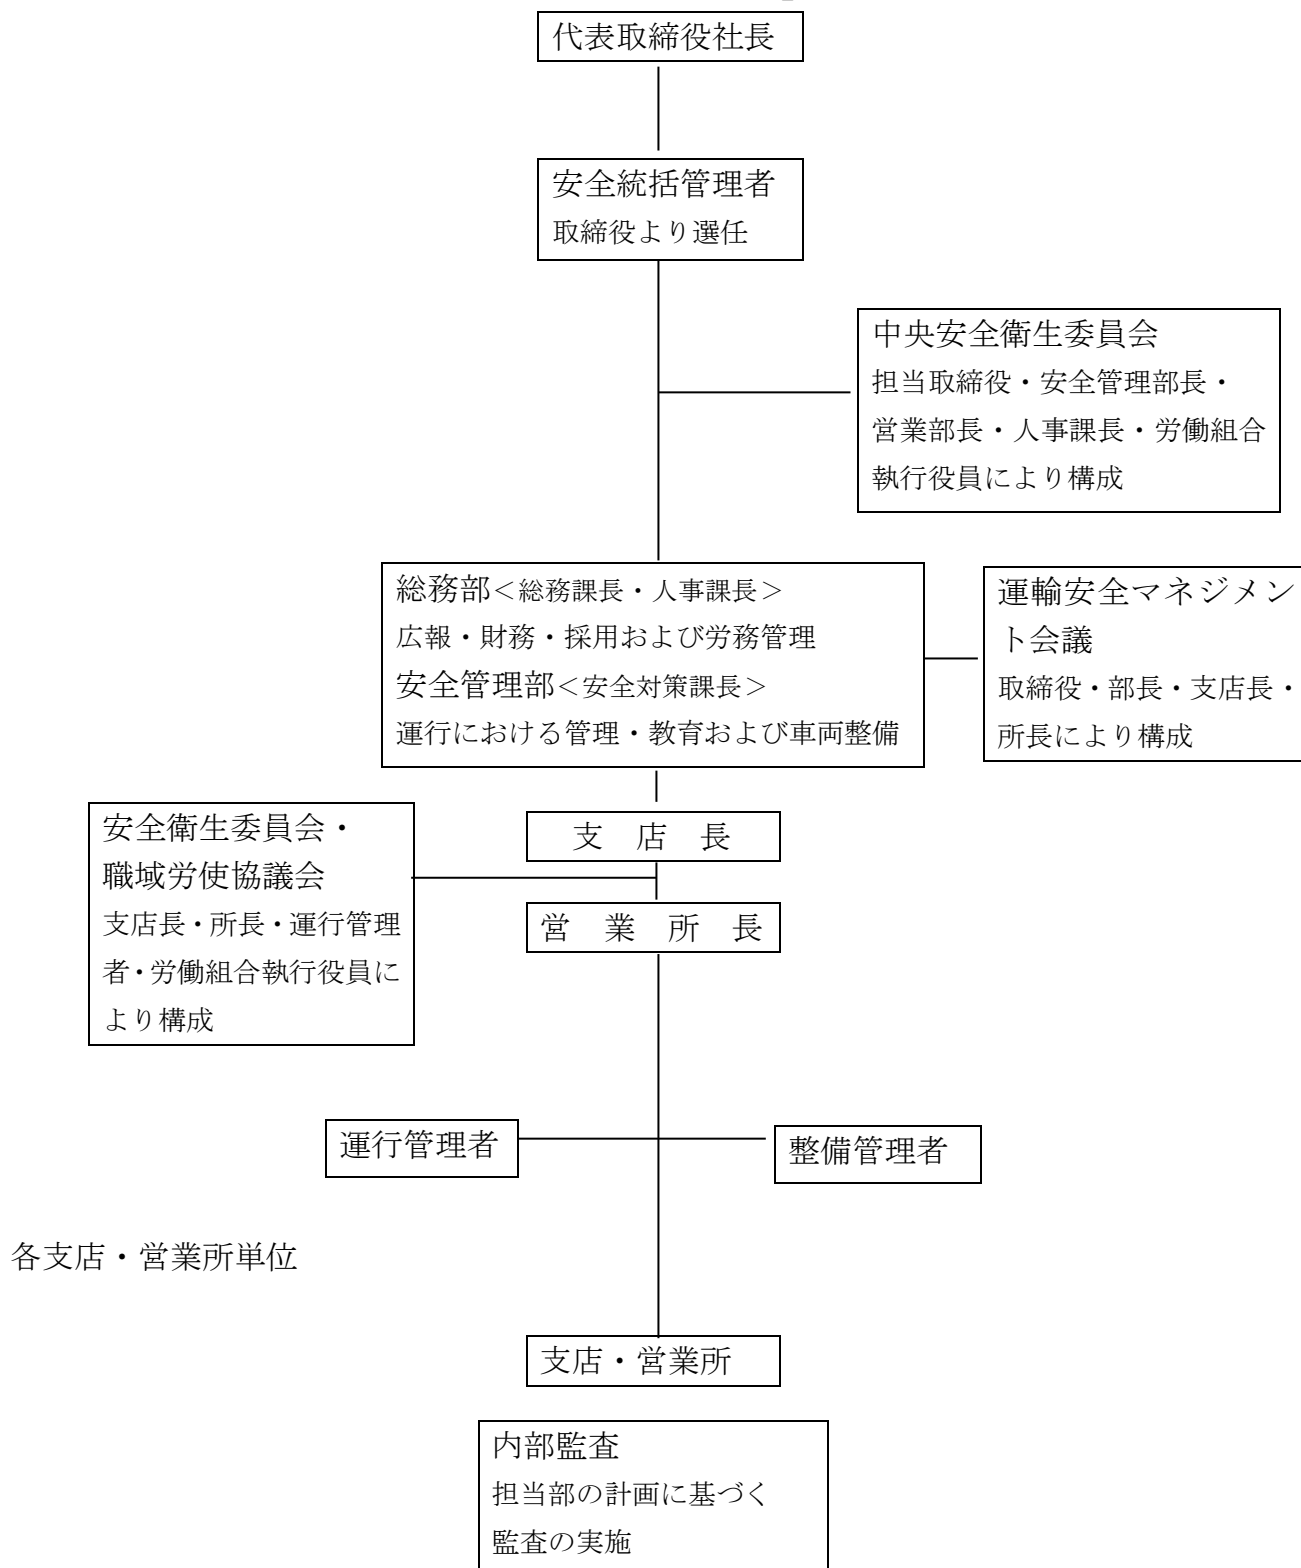 代表取締役社長
安全統括管理者
取締役より選任
中央安全衛生委員会
担当取締役・安全管理部長・
営業部長・人事課長・労働組合
執行役員により構成
総務部＜総務課長・人事課長＞
広報・財務・採用および労務管理
安全管理部＜安全対策課長＞
運行における管理・教育および車両整備
運輸安全マネジメン
ト会議
取締役・部長・支店長・
所長により構成
支　店　長
安全衛生委員会・
職域労使協議会
支店長・所長・運行管理
者・労働組合執行役員に
より構成
営　業　所　長
運行管理者
整備管理者
各支店・営業所単位
支店・営業所
内部監査
担当部の計画に基づく
監査の実施